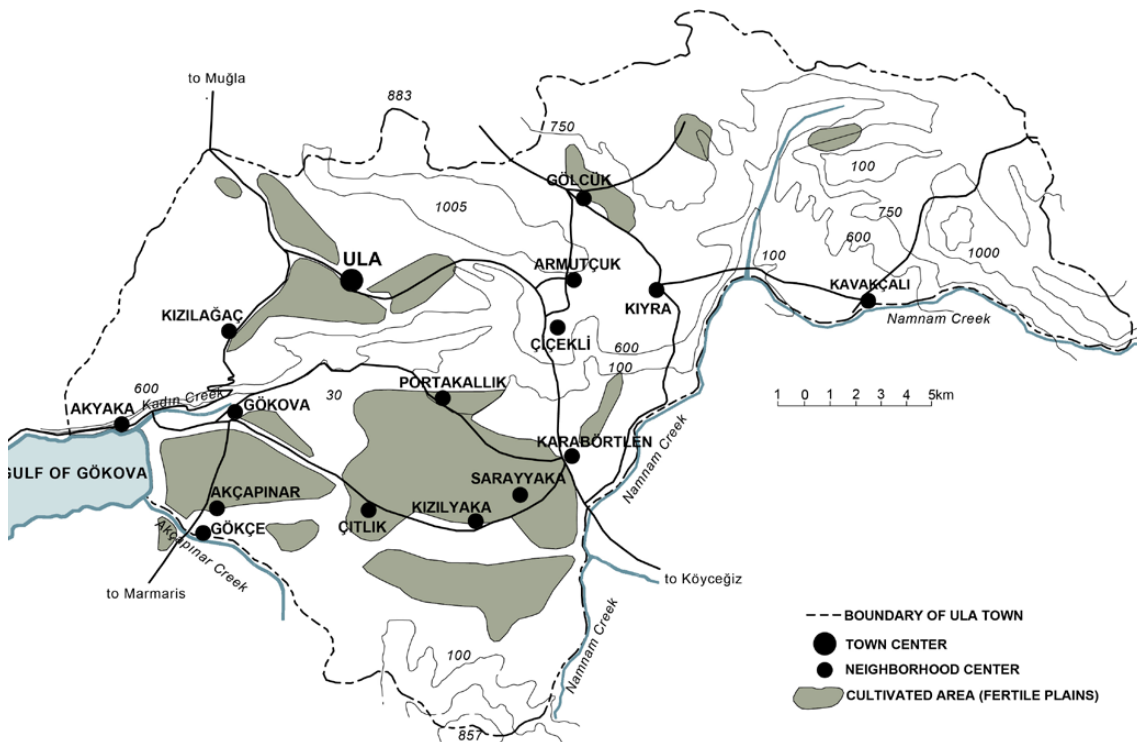 to Muğla
883
750
GÖLCÜK
100
1005
750
ULA
ARMUTÇUK
600
1000
100
KAVAKÇALI
KIYRA
KIZILAĞAÇ
ÇİÇEKLİ
Namnam Creek
600
100
PORTAKALLIK
600
Kadın Creek
30
AKYAKA
GÖKOVA
1 0 1 2 3 4 5km
KARABÖRTLEN
GULF OF GÖKOVA
SARAYYAKA
Namnam Creek
AKÇAPINAR
KIZILYAKA
ÇITLIK
GÖKÇE
Akçapınar Creek
to Marmaris
to Köyceğiz
Namnam Creek
100
857
BOUNDARY OF ULA TOWN
TOWN CENTER
NEIGHBORHOOD CENTER
CULTIVATED AREA (FERTILE PLAINS)